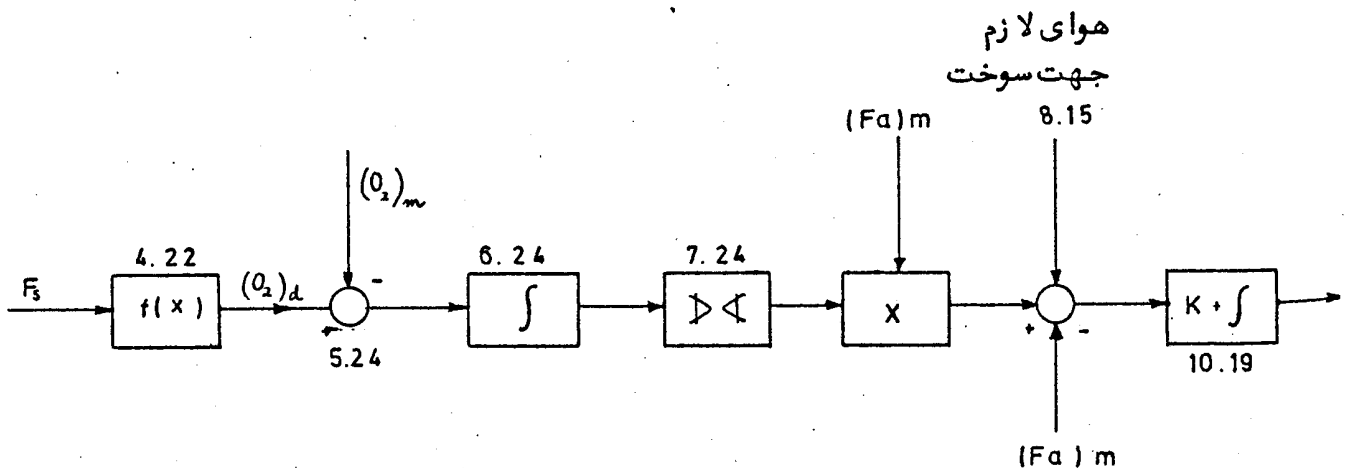 هوای لازم
جهت سوخت
8.15
(Fa)m
(O₂)m
4.22
6.24
7.24
Fs
f(x)
(O₂)d
-
∫
▷◁
X
+
-
K+∫
+
5.24
10.19
(Fa)m